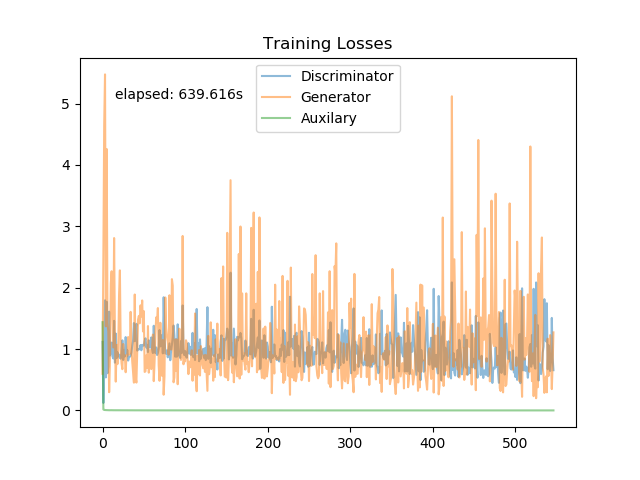 Training Losses
Discriminator
elapsed: 639.616s
Generator
Auxilary
5
4
3
2
1
0
0
100
200
300
400
500